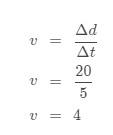 v = Δd/Δt
v = 20/5
v = 4